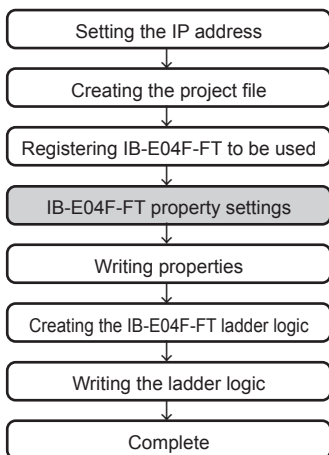 Setting the IP address
Creating the project file
Registering IB-E04F-FT to be used
IB-E04F-FT property settings
Writing properties
Creating the IB-E04F-FT ladder logic
Writing the ladder logic
Complete